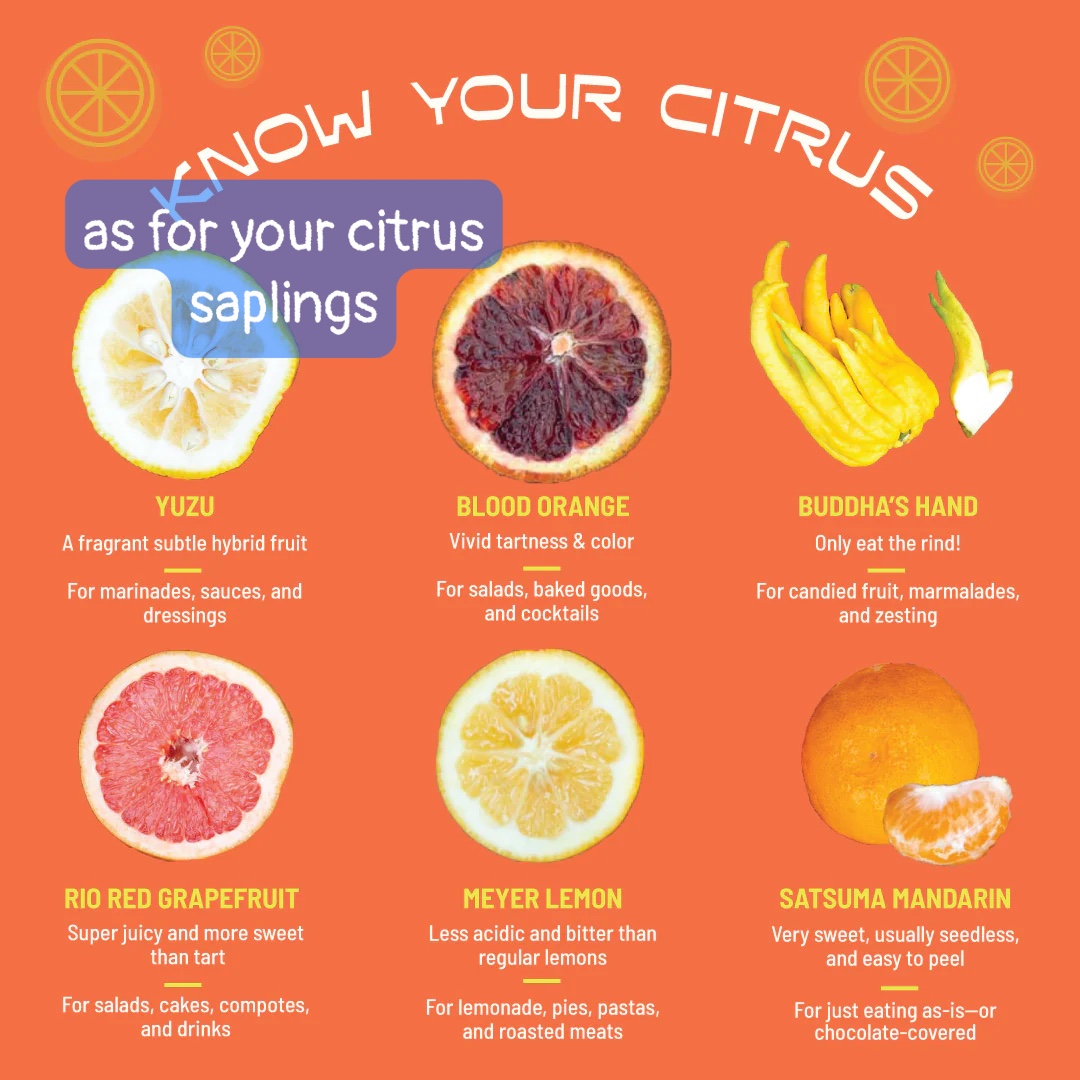 KNOW YOUR CITRUS
as for your citrus
saplings
YUZU
A fragrant subtle hybrid fruit
For marinades, sauces, and
dressings
BLOOD ORANGE
Vivid tartness & color
For salads, baked goods,
and cocktails
BUDDHA'S HAND
Only eat the rind!
For candied fruit, marmalades,
and zesting
RIO RED GRAPEFRUIT
Super juicy and more sweet
than tart
For salads, cakes, compotes,
and drinks
MEYER LEMON
Less acidic and bitter than
regular lemons
For lemonade, pies, pastas,
and roasted meats
SATSUMA MANDARIN
Very sweet, usually seedless,
and easy to peel
For just eating as-is—or
chocolate-covered